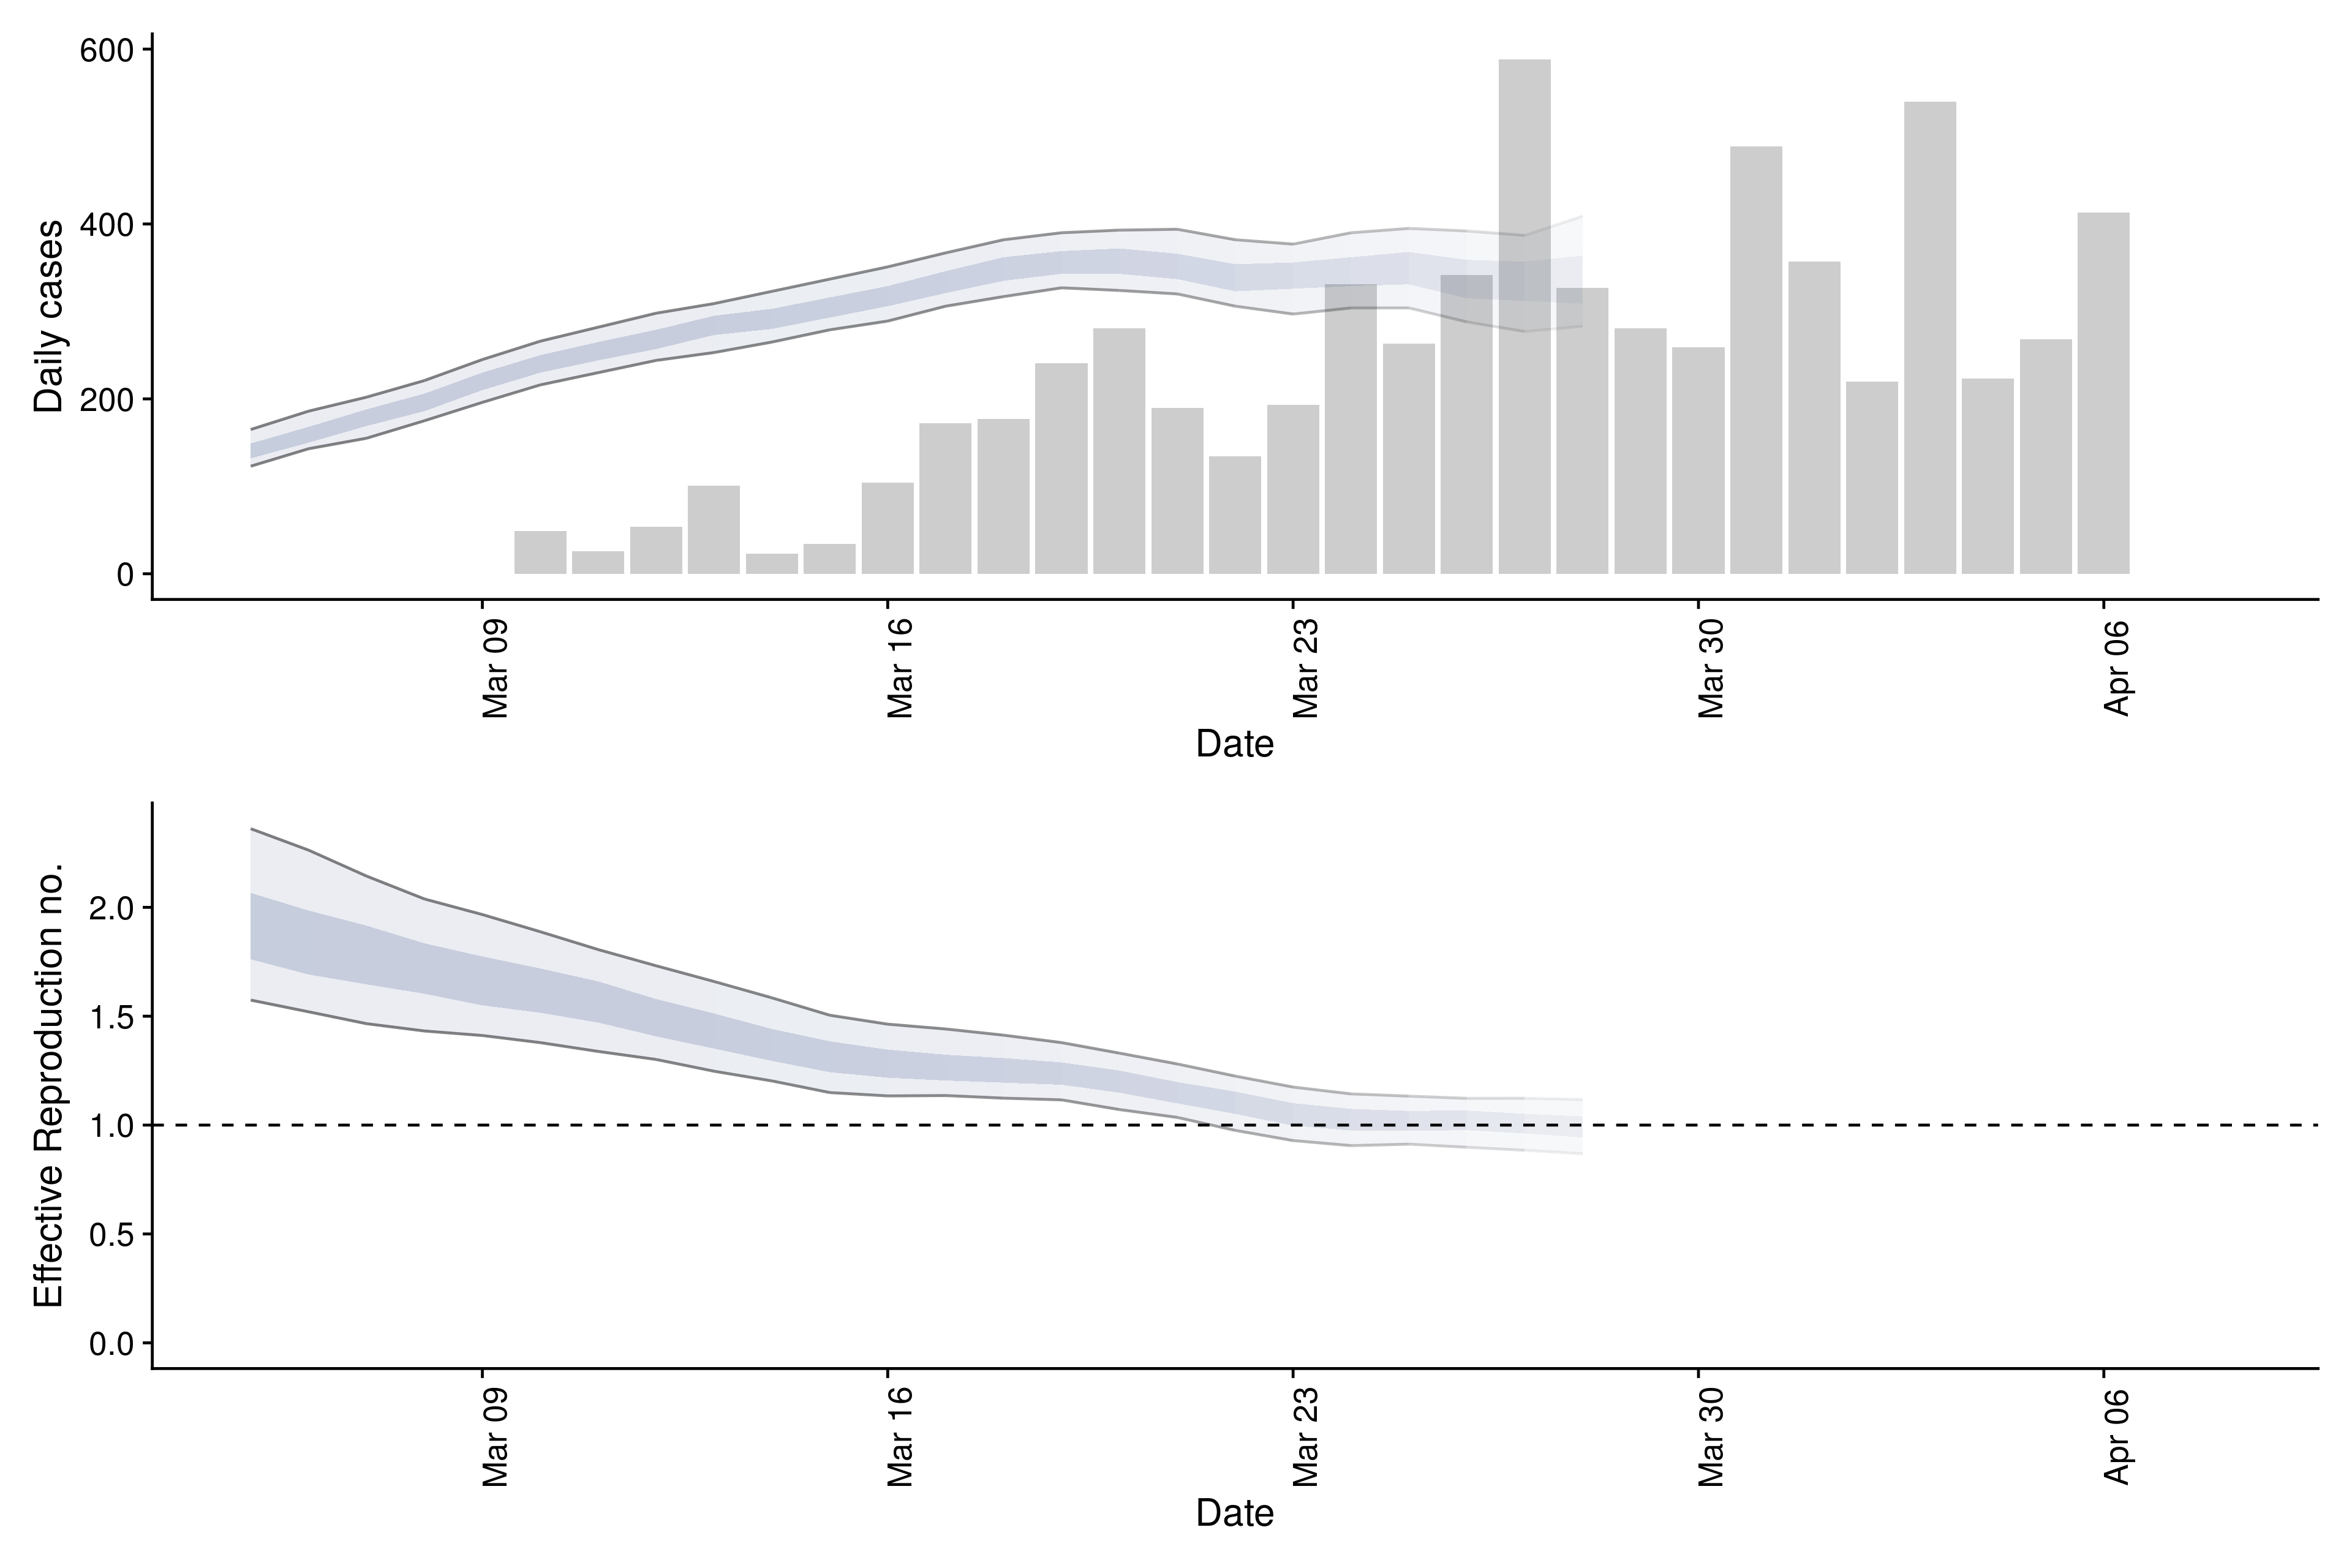 Daily cases
600
400
200
0
Mar 09
Mar 16
Mar 23
Mar 30
Apr 06
Date
Effective Reproduction no.
2.0
1.5
1.0
0.5
0.0
Mar 09
Mar 16
Mar 23
Mar 30
Apr 06
Date